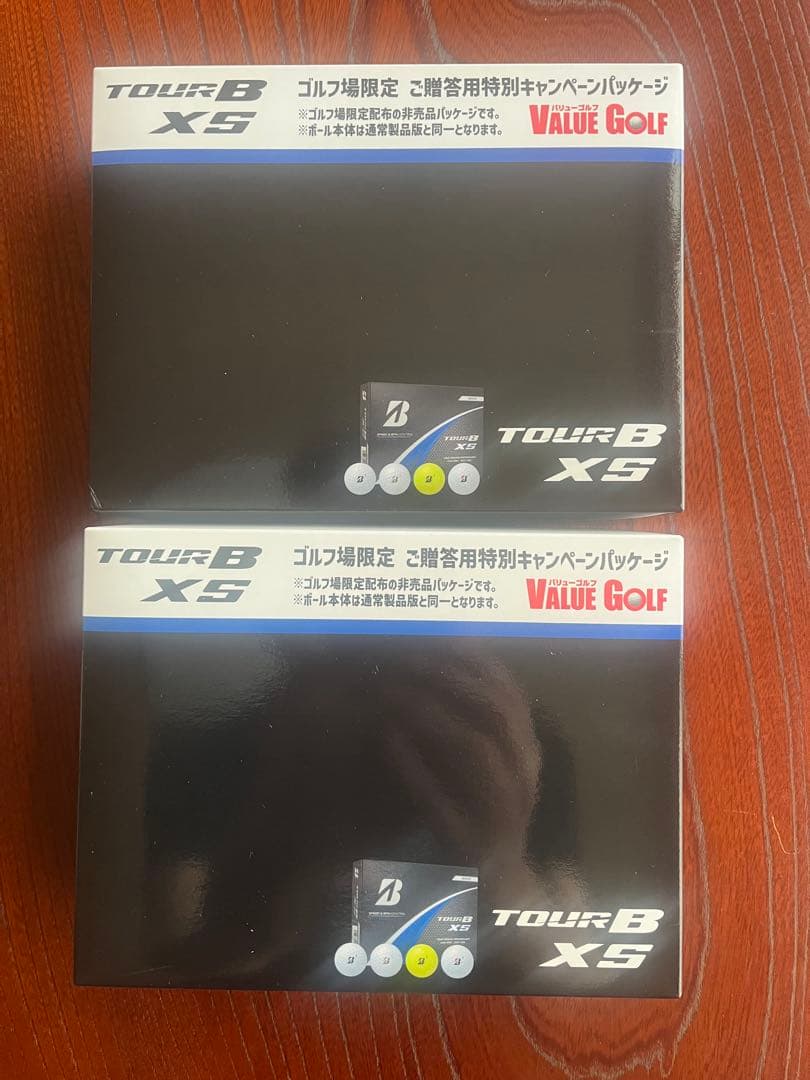 TOUR B
XS
ゴルフ場限定 ご贈答用特別キャンペーンパッケージ
※ゴルフ場限定配布の非売品パッケージです。
※ボール本体は通常製品版と同一となります。
バリューゴルフ
VALUE GOLF
B
TOUR B
XS
TOUR B
XS
TOUR B
XS
ゴルフ場限定 ご贈答用特別キャンペーンパッケージ
※ゴルフ場限定配布の非売品パッケージです。
※ボール本体は通常製品版と同一となります。
バリューゴルフ
VALUE GOLF
B
TOUR B
XS
TOUR B
XS